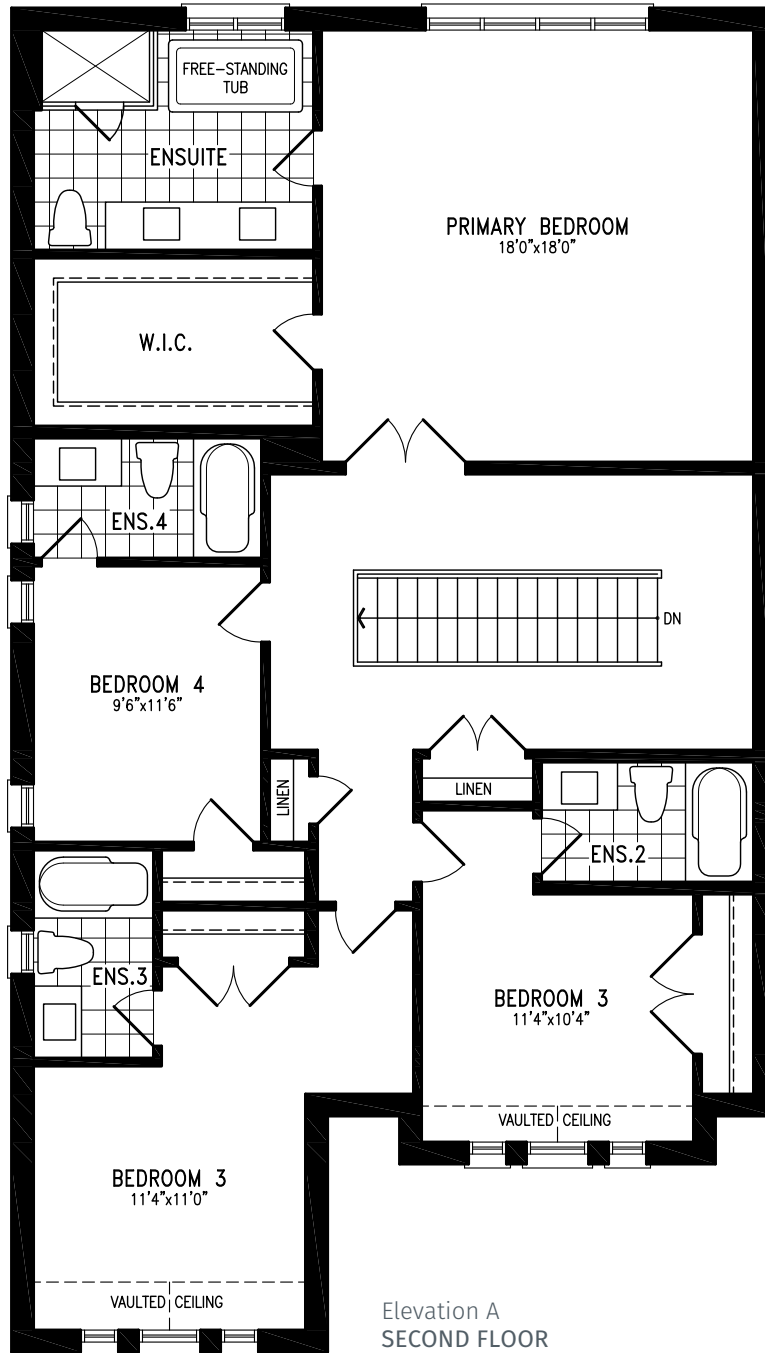 FREE-STANDING
TUB
ENSUITE
PRIMARY BEDROOM
18'0"x18'0"
W.I.C.
ENS.4
DN
BEDROOM 4
9'6"x11'6"
LINEN
LINEN
ENS.2
ENS.3
BEDROOM 3
11'4"x10'4"
VAULTED CEILING
BEDROOM 3
11'4"x11'0"
VAULTED CEILING
Elevation A
SECOND FLOOR